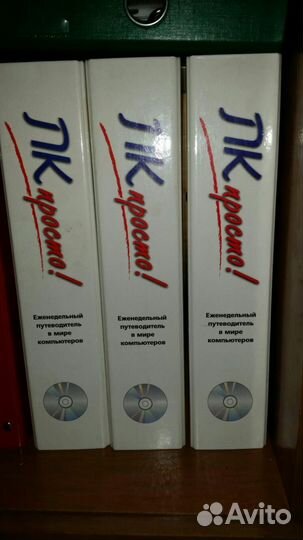 ПК
просто!
Еженедельный
путеводитель
в мире
компьютеров
ПК
просто!
Еженедельный
путеводитель
в мире
компьютеров
ПК
просто!
Еженедельный
путеводитель
в мире
компьютеров
Avito